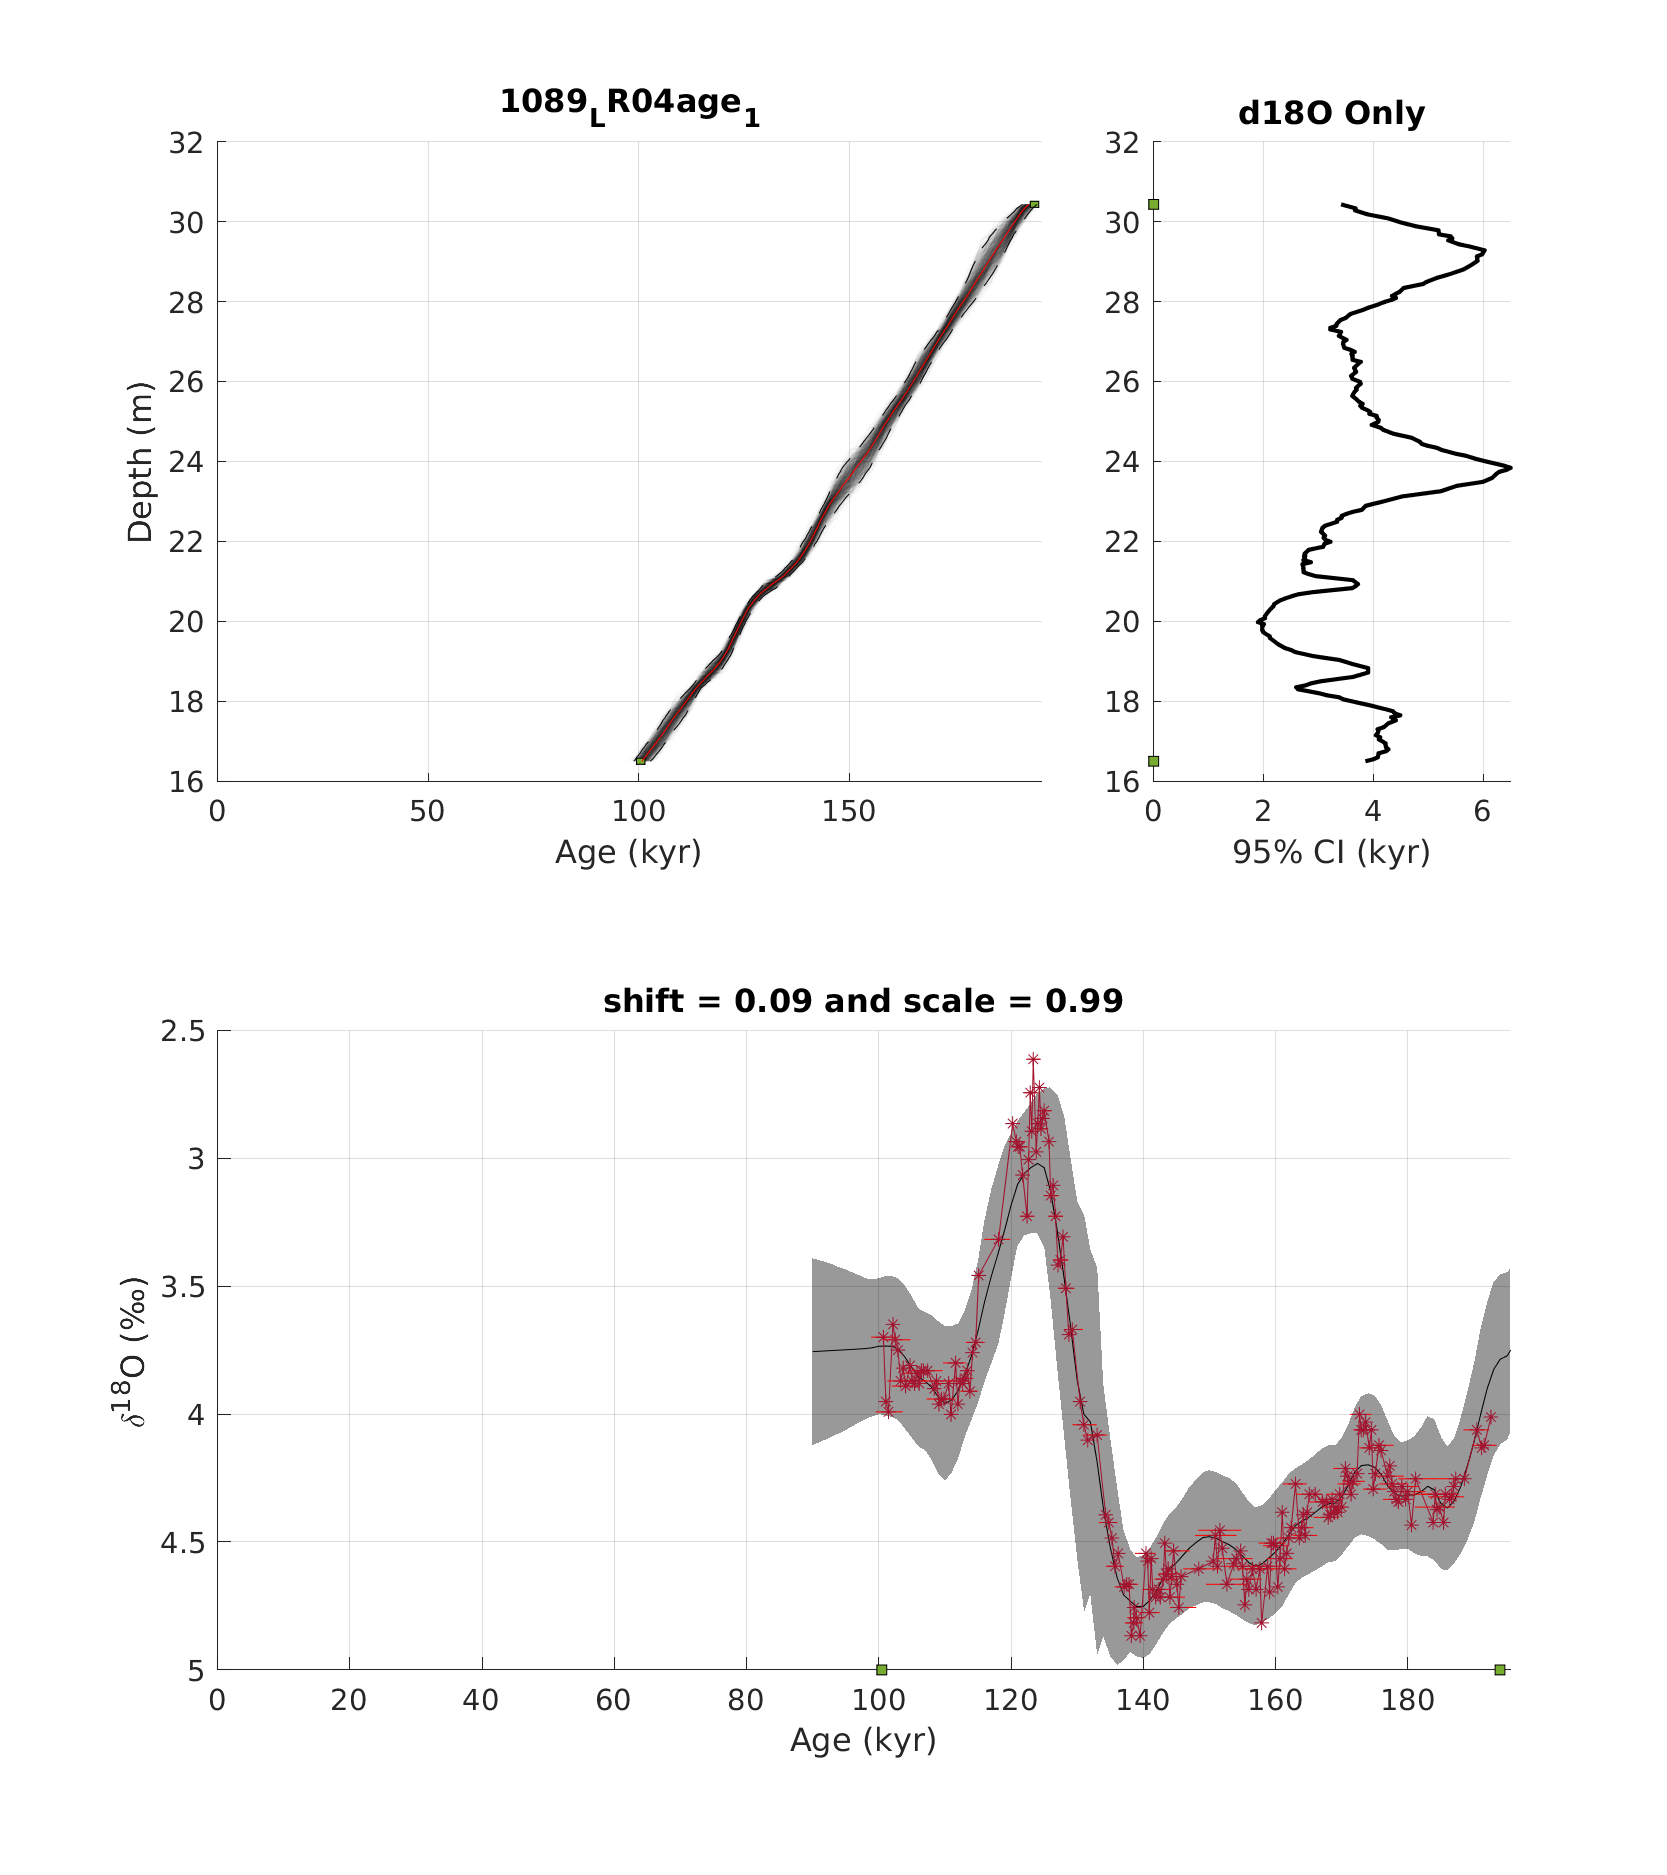 1089LR04age1
32
30
28
26
24
22
20
18
16
0 50 100 150
Depth (m)
Age (kyr)
d18O Only
32
30
28
26
24
22
20
18
16
0 2 4 6
95% CI (kyr)
shift = 0.09 and scale = 0.99
2.5
3
3.5
4
4.5
5
0 20 40 60 80 100 120 140 160 180
δ18O (‰)
Age (kyr)